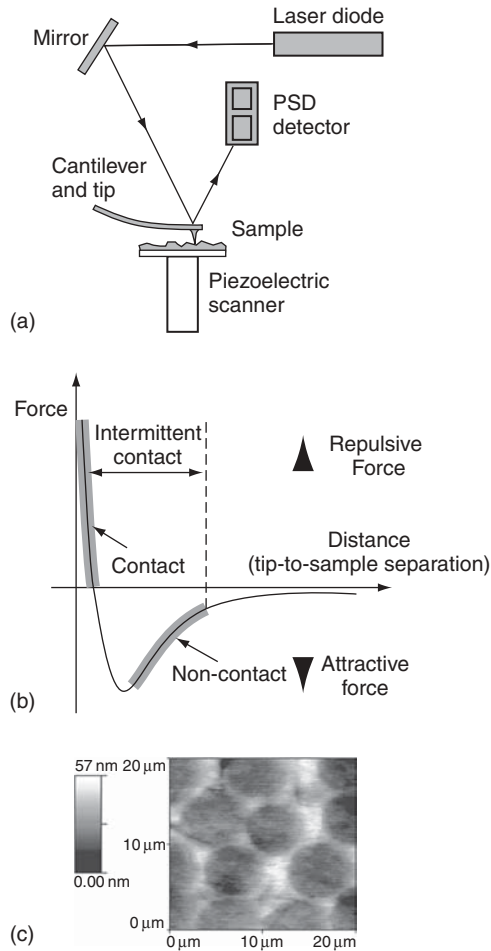 Laser diode
Mirror
PSD
detector
Cantilever
and tip
Sample
Piezoelectric
scanner
(a)
Force
Intermittent
contact
Repulsive
Force
Distance
(tip-to-sample separation)
Contact
Non-contact
Attractive
force
(b)
57 nm
0.00 nm
20 µm
10 µm
0 µm
0 µm
10 µm
20 µm
(c)